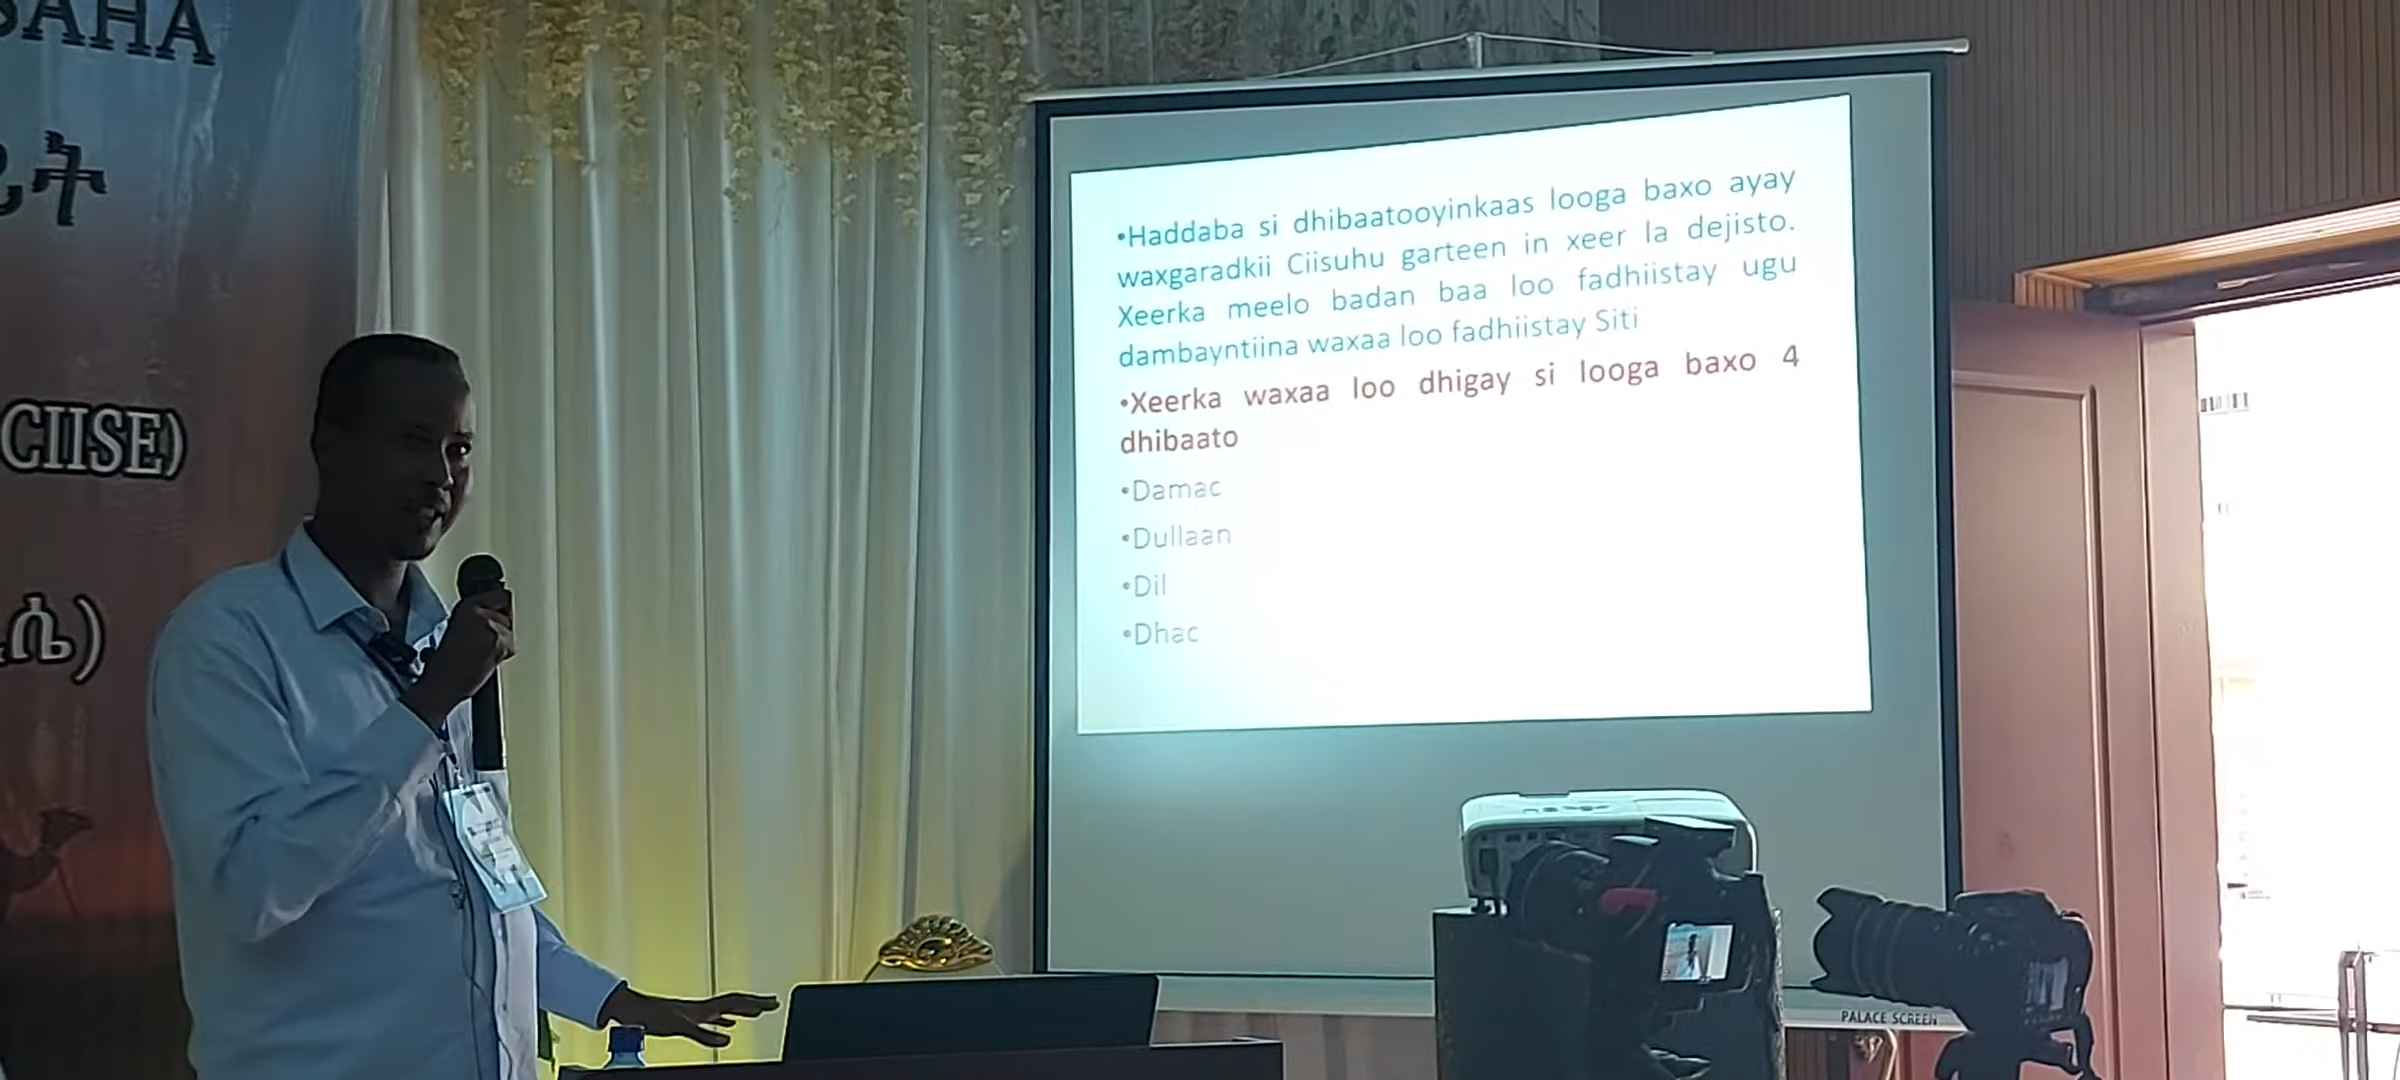 SAHA
ት
CIISE)
ሴ)
•Haddaba si dhibaatooyinkaas looga baxo ayay
waxgaradkii Ciisuhu garteen in xeer la dejisto.
Xeerka meelo badan baa loo fadhiistay ugu
dambayntiina waxaa loo fadhiistay Siti
•Xeerka waxaa loo dhigay si looga baxo 4
dhibaato
•Damac
•Dullaan
•Dil
•Dhac
PALACE SCREEN